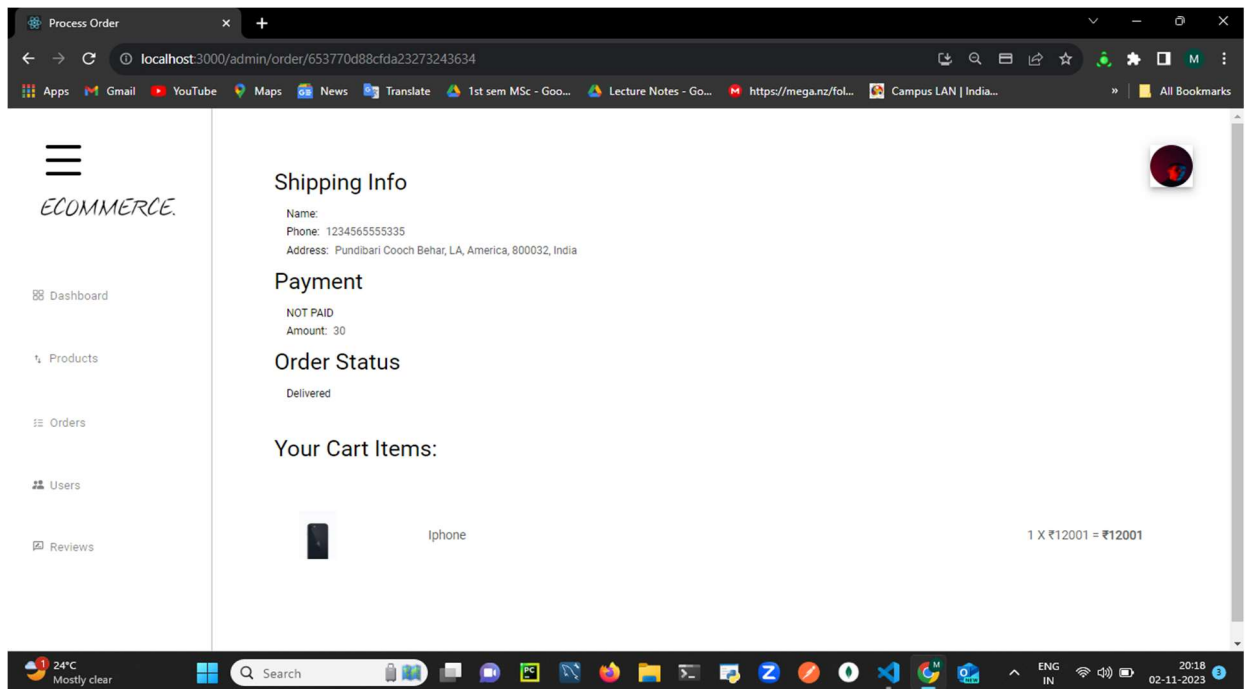 Process Order
localhost:3000/admin/order/653770d88cfda23273243634
M
Apps Gmail YouTube Maps News Translate 1st sem MSc - Goo... Lecture Notes - Go... https://mega.nz/fol... Campus LAN | India... » All Bookmarks
ECOMMERCE.
Dashboard
Products
Orders
Users
Reviews
Shipping Info
Name:
Phone: 1234565555335
Address: Pundibari Cooch Behar, LA, America, 800032, India
Payment
NOT PAID
Amount: 30
Order Status
Delivered
Your Cart Items:
Iphone 1 X ₹12001 = ₹12001
1
24°C
Mostly clear
Search
ENG
IN
20:18
02-11-2023
3